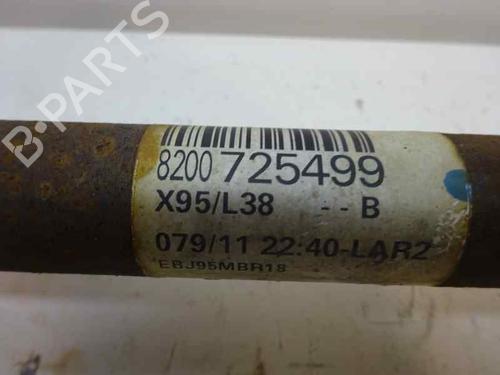 B-PARTS
8200 725499
X95/L38 -- B
079/11 22:40-LAR2
EBJ95MBR18